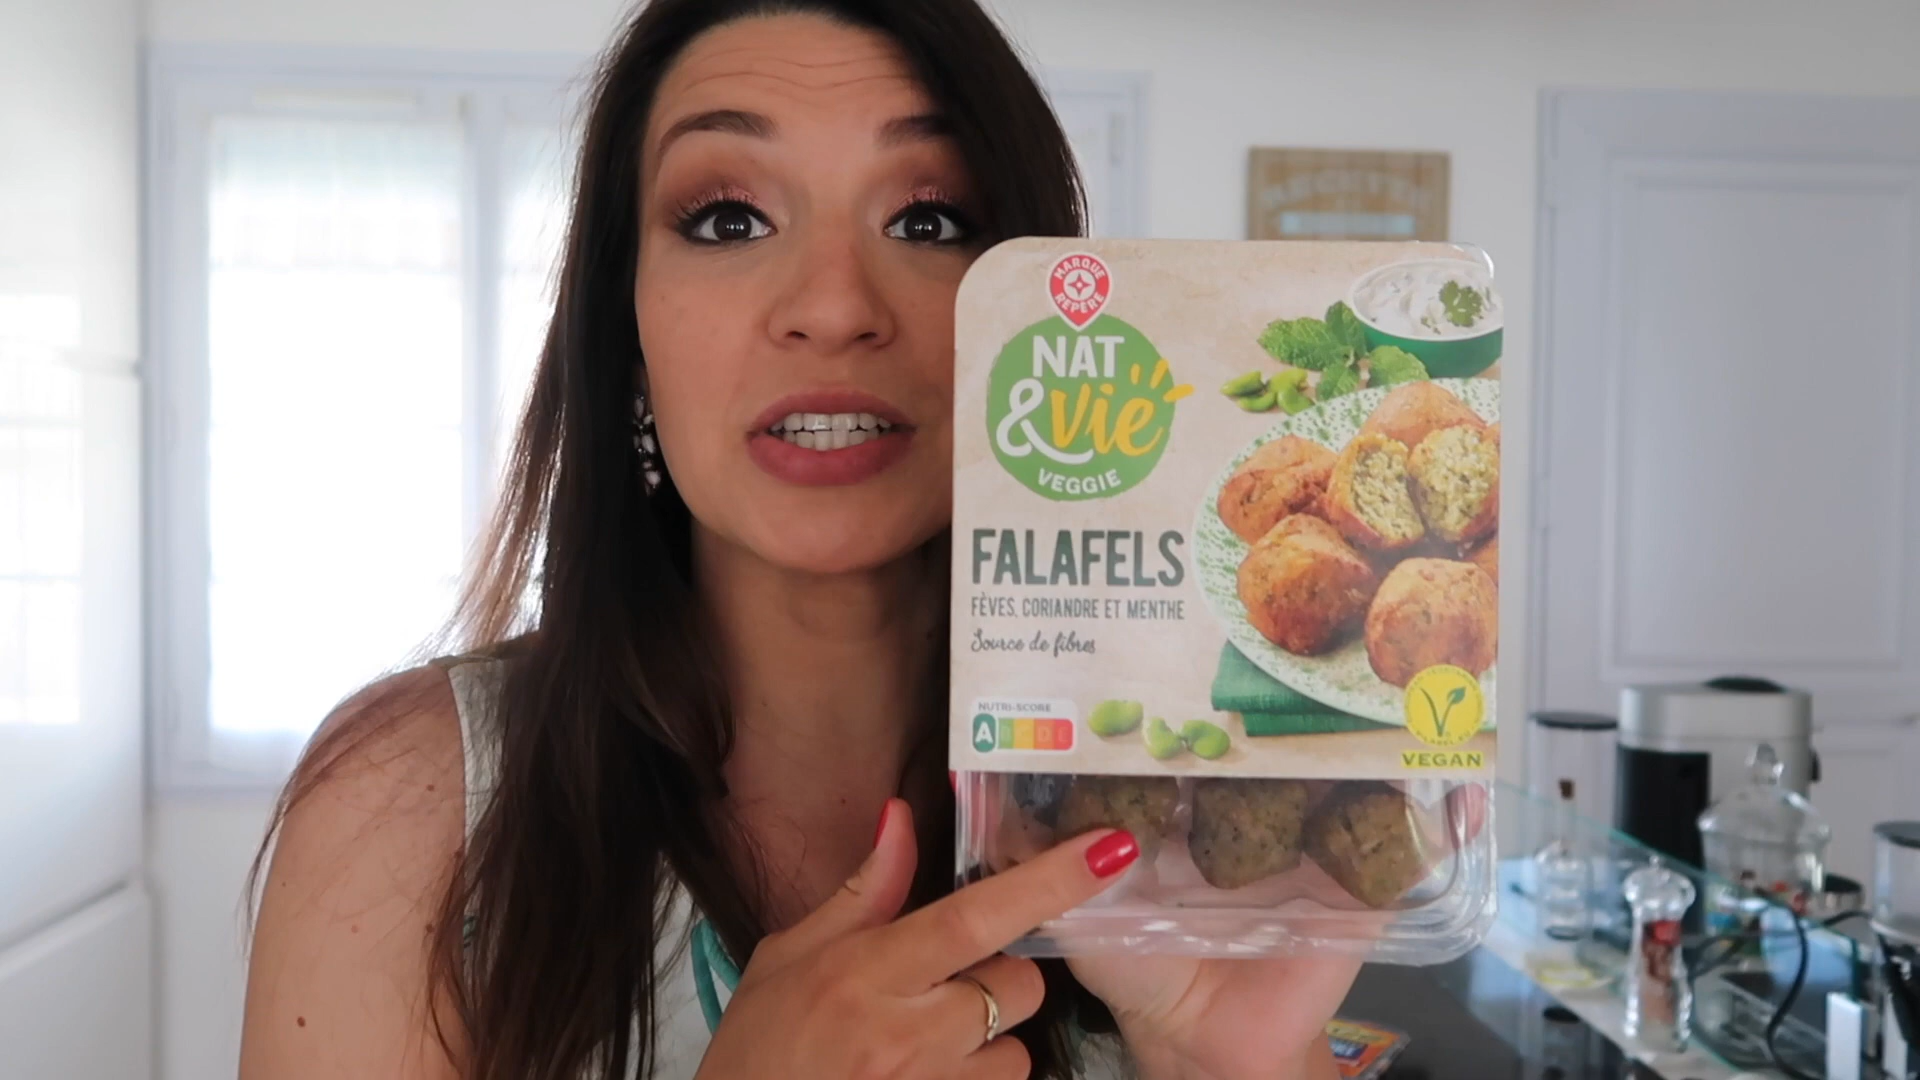 MARQUE
REPÈRE
NAT
&vie
VEGGIE
FALAFELS
FÈVES, CORIANDRE ET MENTHE
Source de fibres
NUTRI-SCORE
A B C D E
VEGAN